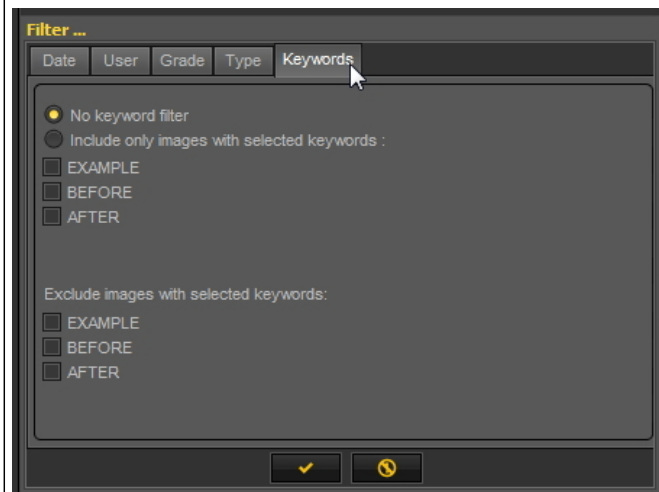 Filter ...
Date User Grade Type Keywords
No keyword filter
Include only images with selected keywords :
EXAMPLE
BEFORE
AFTER
Exclude images with selected keywords:
EXAMPLE
BEFORE
AFTER